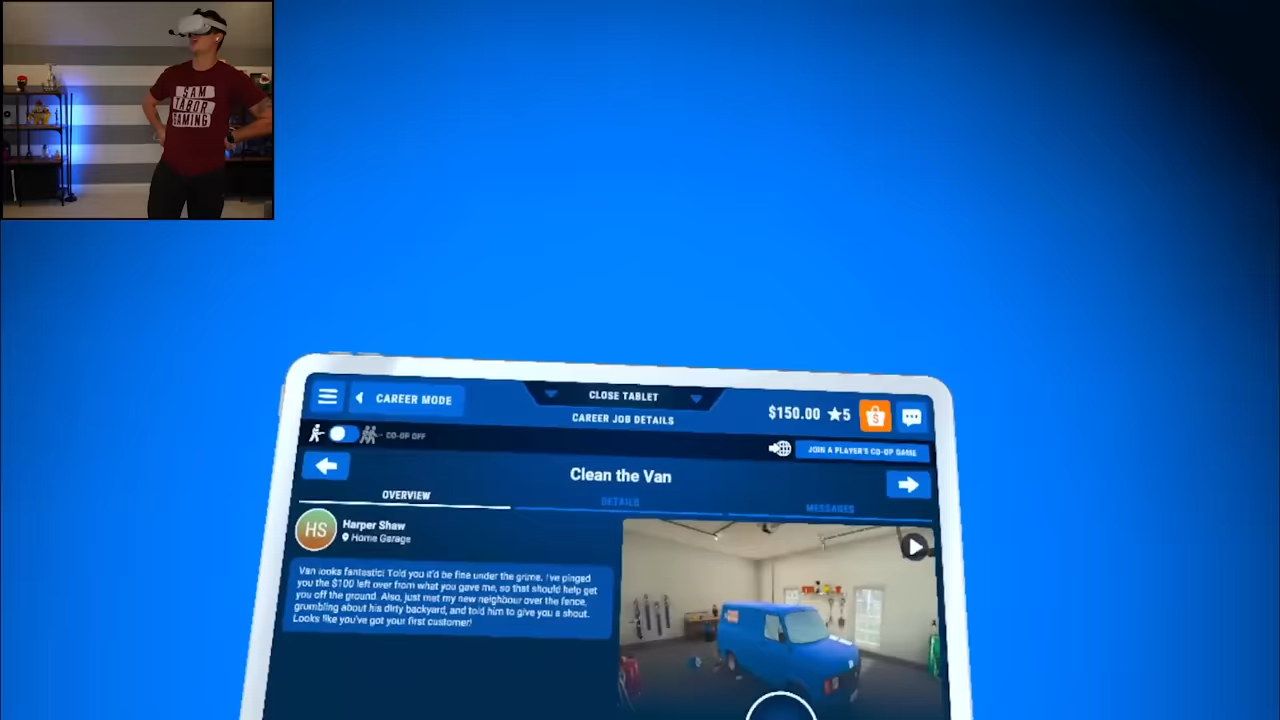 SAM
TABOR
GAMING
CAREER MODE
CLOSE TABLET
CAREER JOB DETAILS
$150.00 ★5
CO-OP OFF
JOIN A PLAYER'S CO-OP GAME
Clean the Van
OVERVIEW
DETAILS
MESSAGES
HS
Harper Shaw
Home Garage
Van looks fantastic! Told you it'd be fine under the grime. I've pinged
you the $100 left over from what you gave me, so that should help get
you off the ground. Also, just met my new neighbour over the fence,
grumbling about his dirty backyard, and told him to give you a shout.
Looks like you've got your first customer!